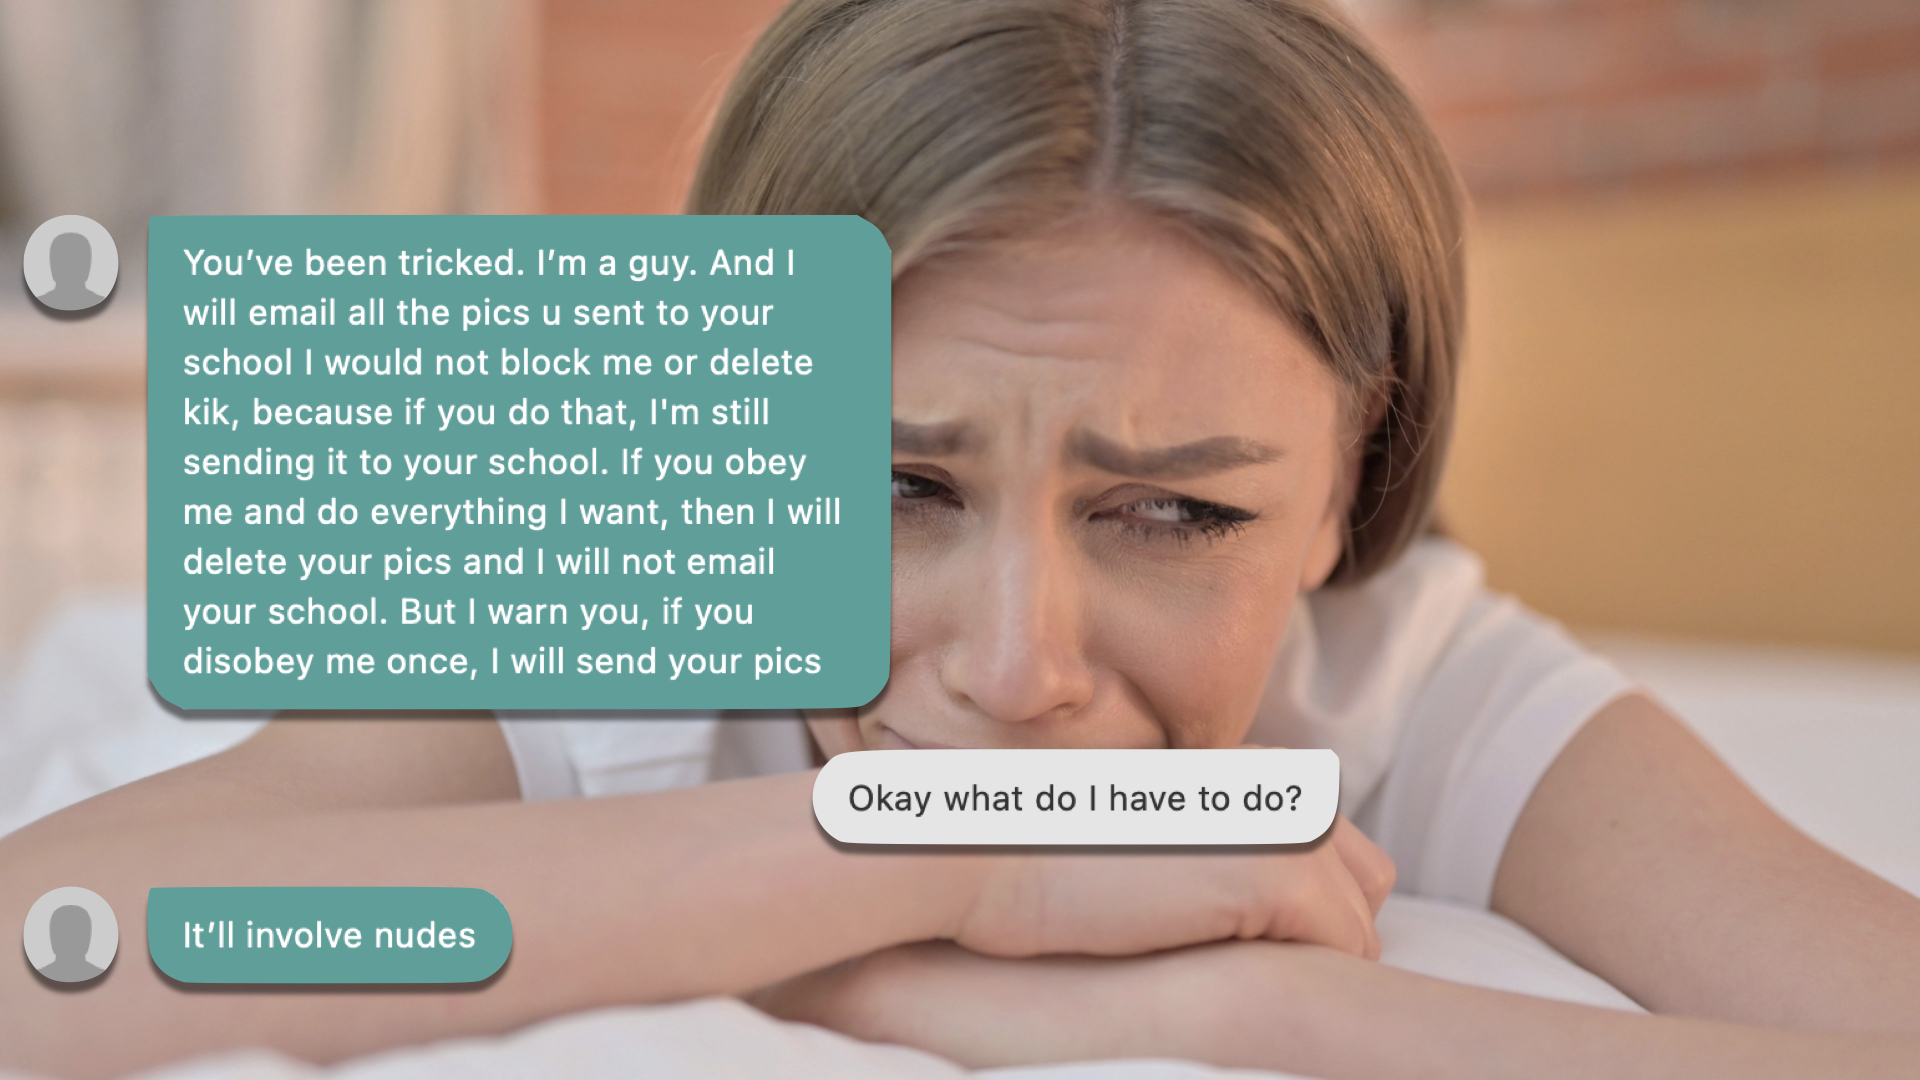 You’ve been tricked. I’m a guy. And I
will email all the pics u sent to your
school I would not block me or delete
kik, because if you do that, I'm still
sending it to your school. If you obey
me and do everything I want, then I will
delete your pics and I will not email
your school. But I warn you, if you
disobey me once, I will send your pics
Okay what do I have to do?
It’ll involve nudes